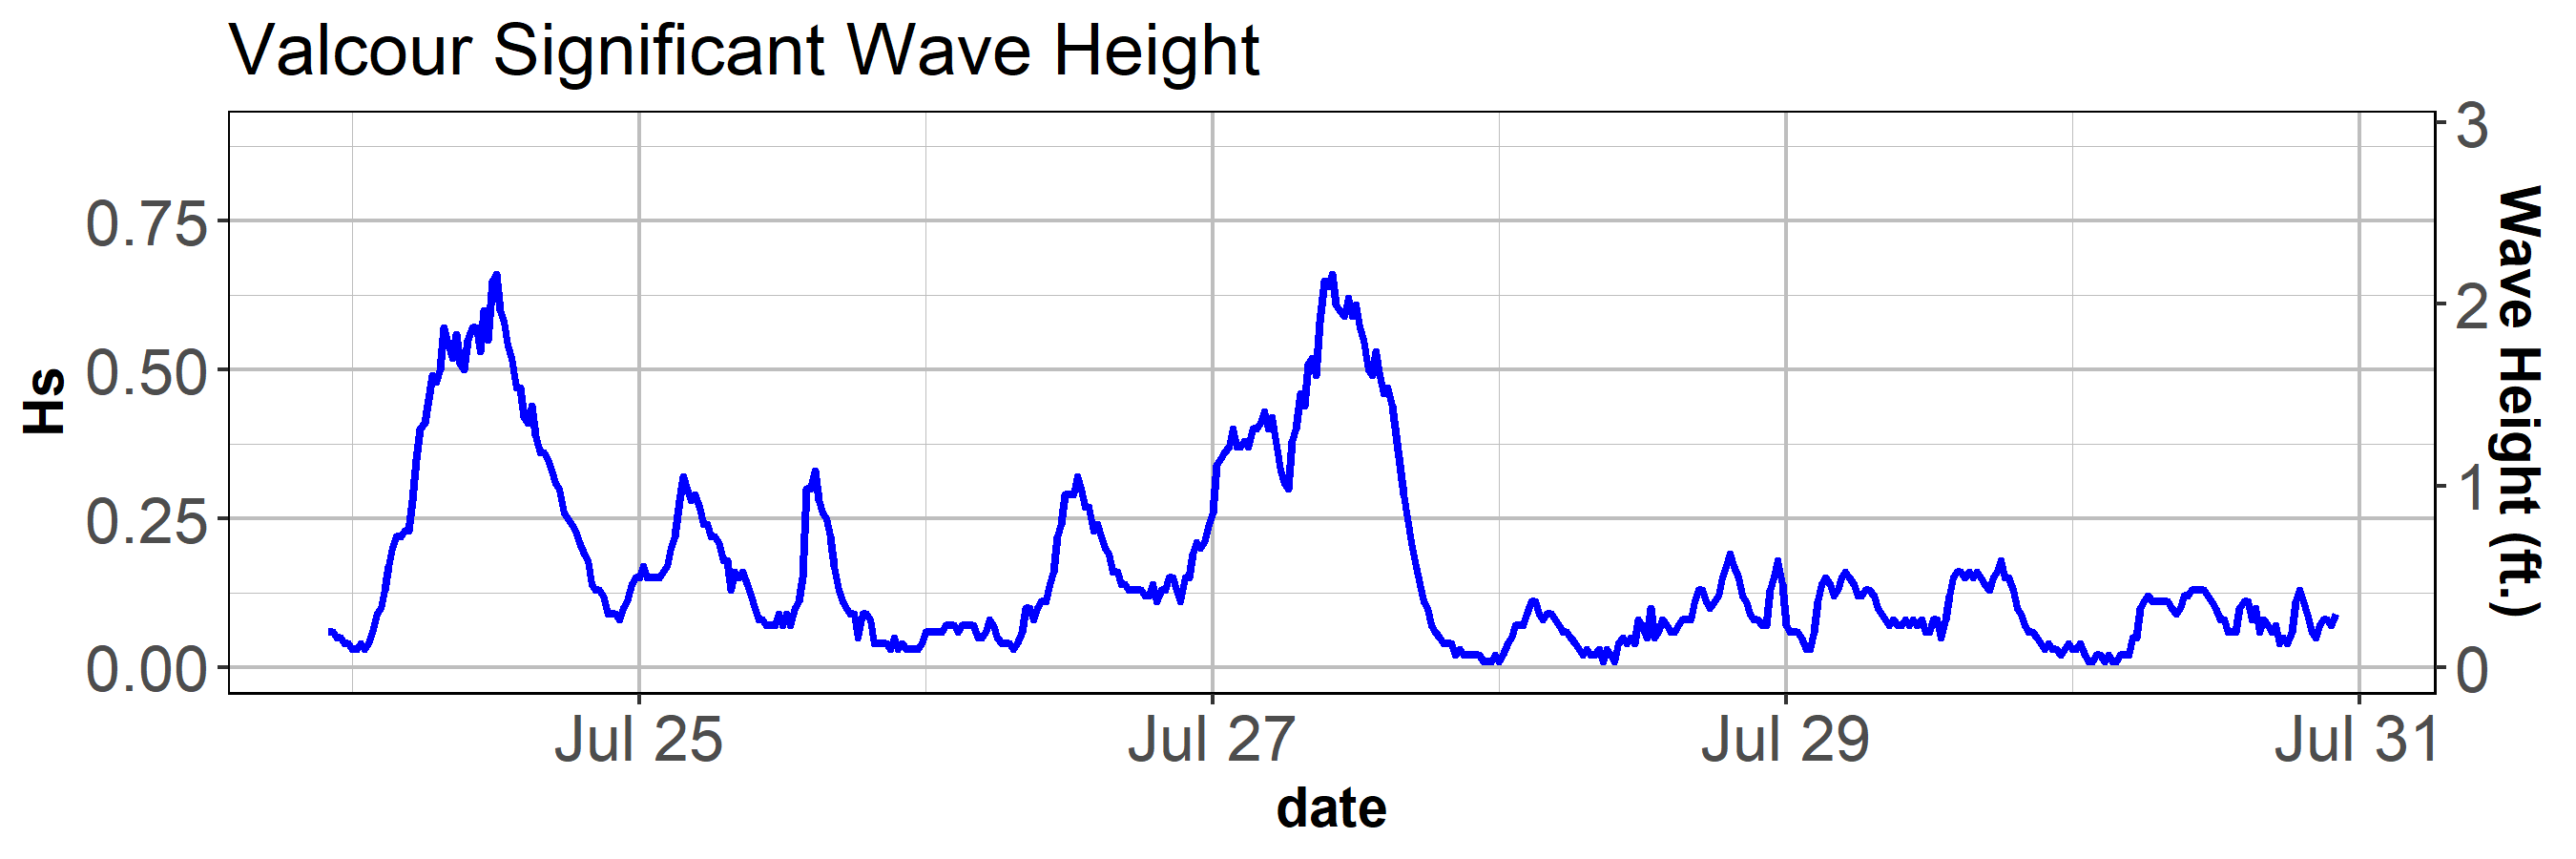 Valcour Significant Wave Height
Hs
0.75
0.50
0.25
0.00
3
2
1
0
Wave Height (ft.)
Jul 25
Jul 27
Jul 29
Jul 31
date